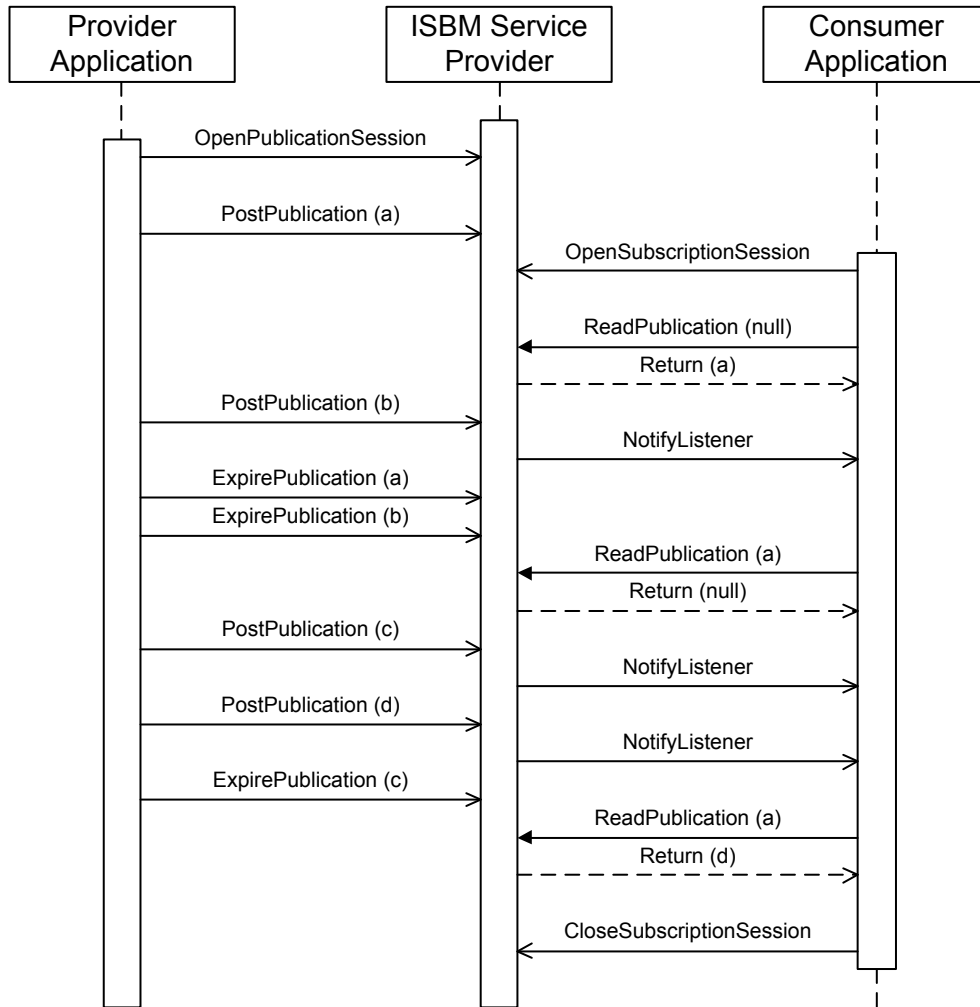 Provider
Application
ISBM Service
Provider
Consumer
Application
OpenPublicationSession
PostPublication (a)
OpenSubscriptionSession
ReadPublication (null)
Return (a)
PostPublication (b)
NotifyListener
ExpirePublication (a)
ExpirePublication (b)
ReadPublication (a)
Return (null)
PostPublication (c)
NotifyListener
PostPublication (d)
NotifyListener
ExpirePublication (c)
ReadPublication (a)
Return (d)
CloseSubscriptionSession